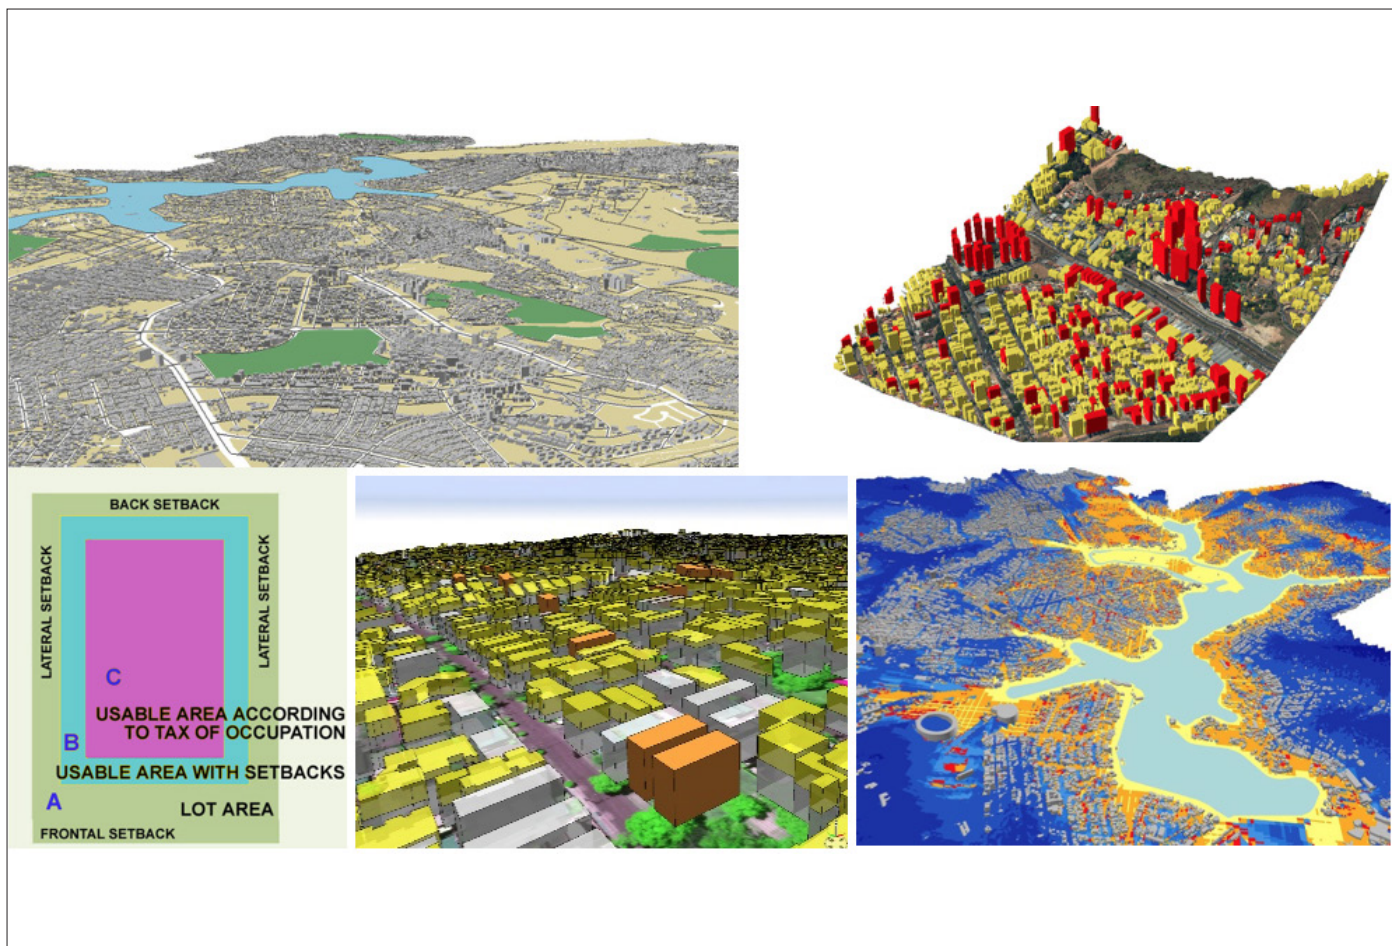 BACK SETBACK
LATERAL SETBACK
LATERAL SETBACK
C
USABLE AREA ACCORDING
TO TAX OF OCCUPATION
B
USABLE AREA WITH SETBACKS
A
LOT AREA
FRONTAL SETBACK